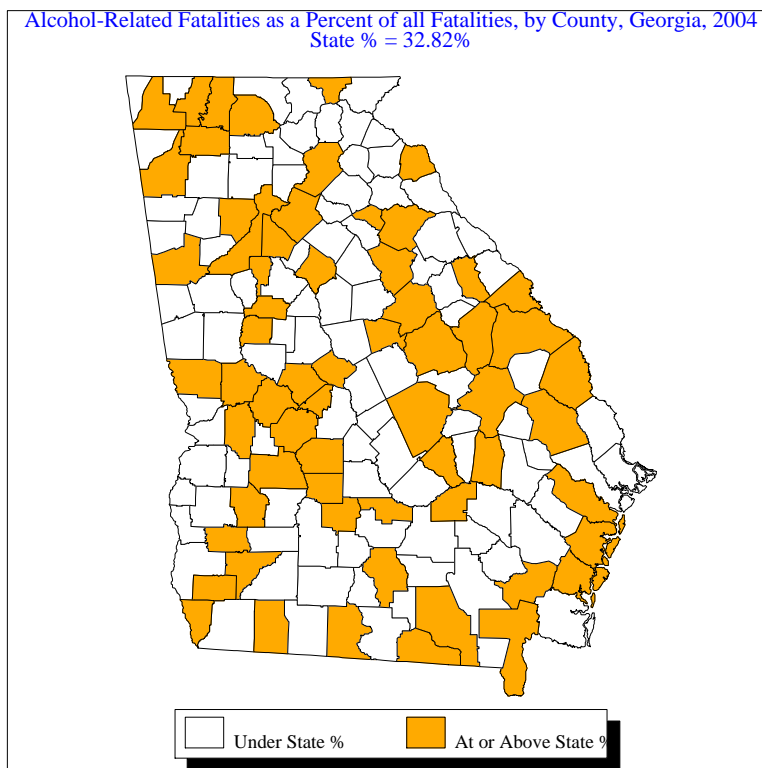 Alcohol-Related Fatalities as a Percent of all Fatalities, by County, Georgia, 2004
State % = 32.82%
Under State % At or Above State %